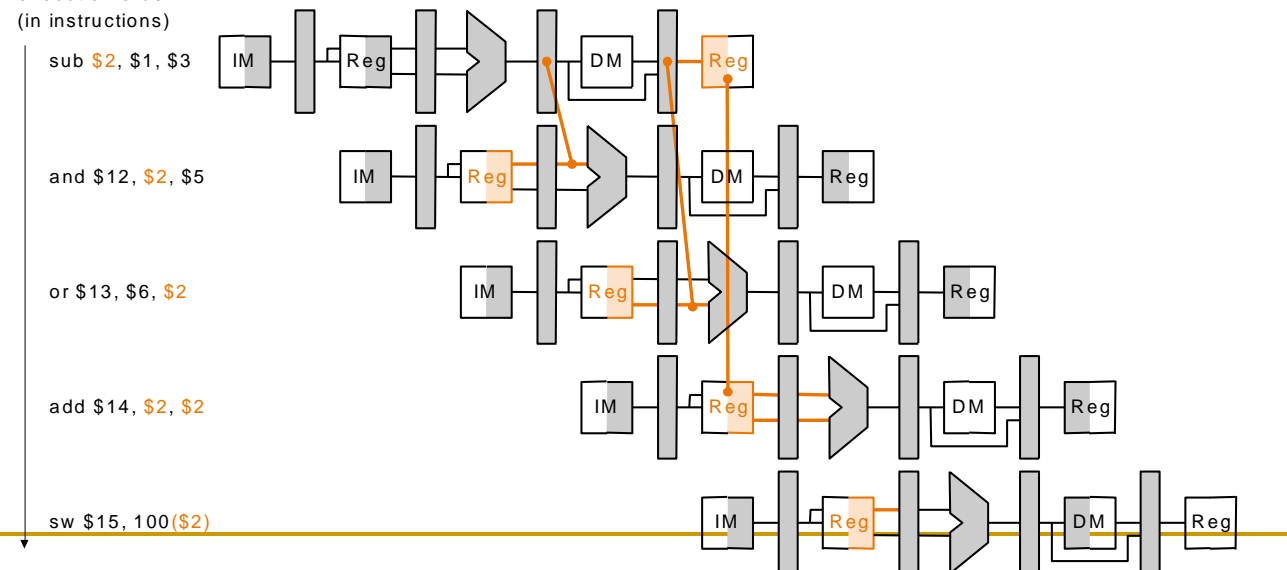 (in instructions)
sub $2, $1, $3
IM
Reg
DM
Reg
and $12, $2, $5
IM
Reg
DM
Reg
or $13, $6, $2
IM
Reg
DM
Reg
add $14, $2, $2
IM
Reg
DM
Reg
sw $15, 100($2)
IM
Reg
DM
Reg